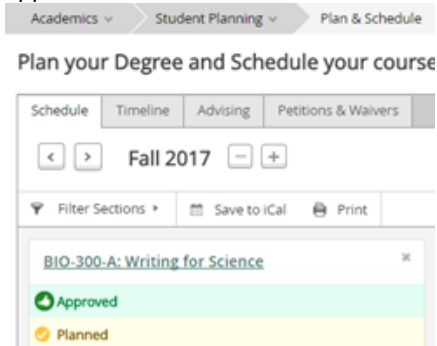 Academics Student Planning Plan & Schedule
Plan your Degree and Schedule your course
Schedule Timeline Advising Petitions & Waivers
Fall 2017
Filter Sections Save to iCal Print
BIO-300-A: Writing for Science
Approved
Planned